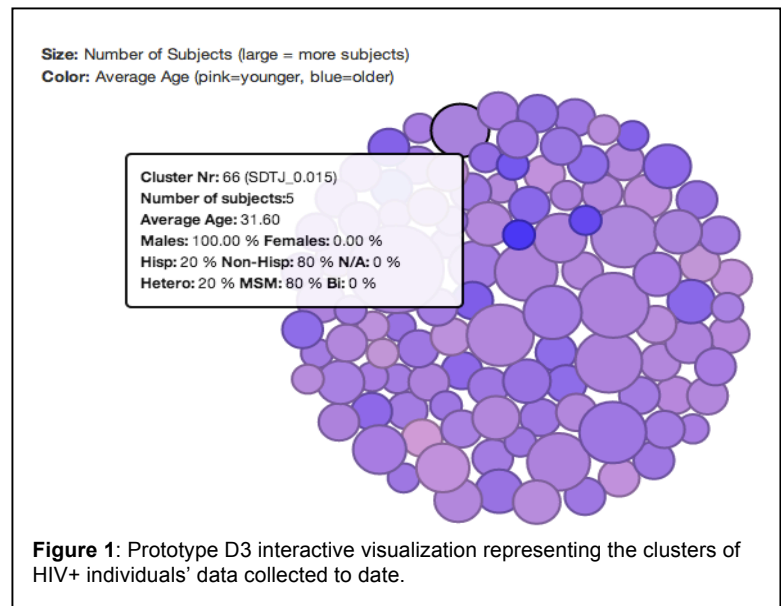 Size: Number of Subjects (large = more subjects)
Color: Average Age (pink=younger, blue=older)
Cluster Nr: 66 (SDTJ_0.015)
Number of subjects:5
Average Age: 31.60
Males: 100.00 % Females: 0.00 %
Hisp: 20 % Non-Hisp: 80 % N/A: 0 %
Hetero: 20 % MSM: 80 % Bi: 0 %
Figure 1: Prototype D3 interactive visualization representing the clusters of
HIV+ individuals’ data collected to date.